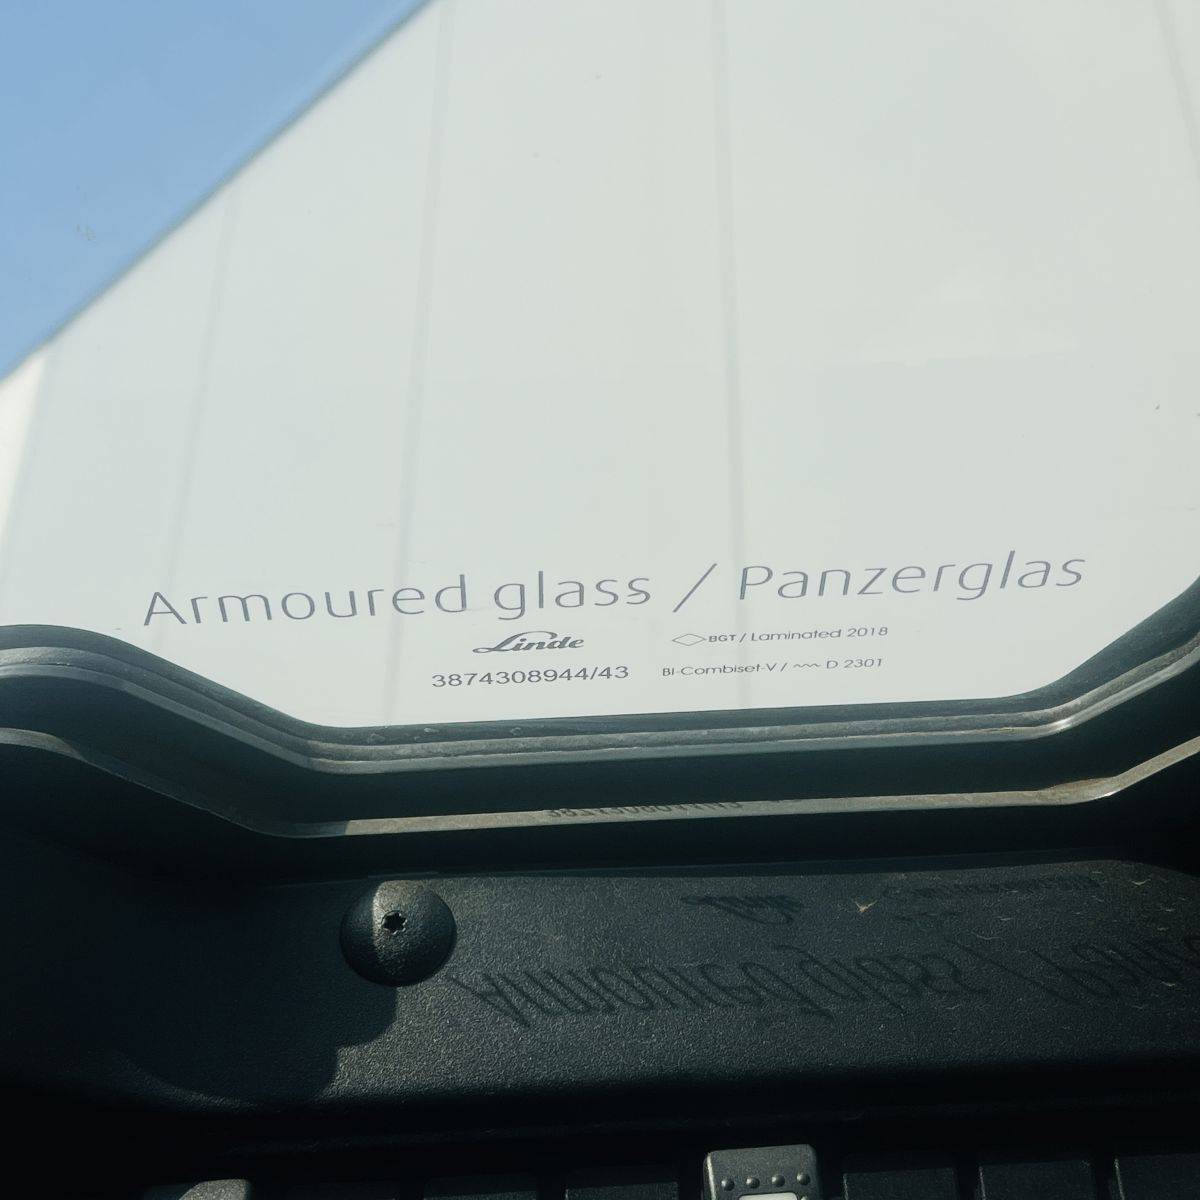 Armoured glass / Panzerglas
Linde
BGT / Laminated 2018
3874308944/43
BI-Combiset-V / D 2301